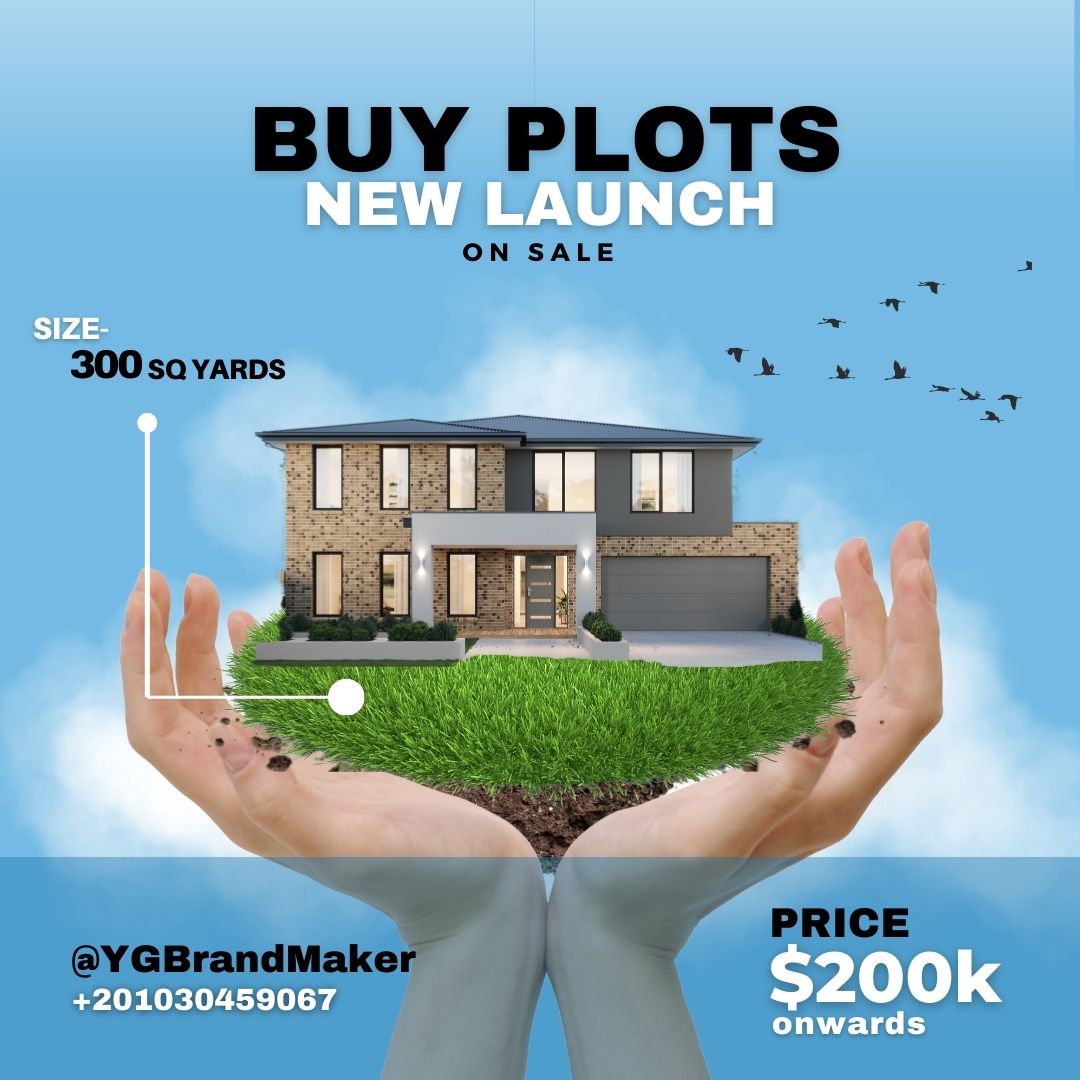 BUY PLOTS
NEW LAUNCH
ON SALE
SIZE-
300 SQ YARDS
@YGBrandMaker
+201030459067
PRICE
$200k
onwards